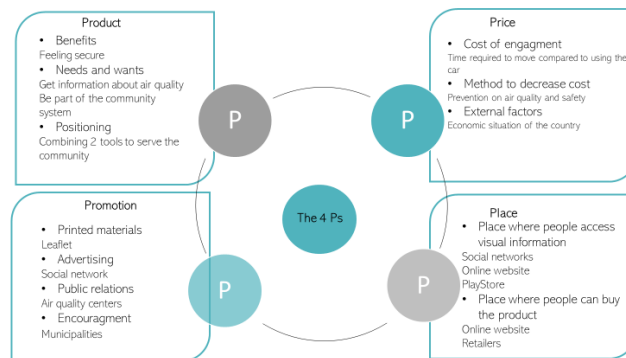 Product
• Benefits
Feeling secure
• Needs and wants
Get information about air quality
Be part of the community
system
• Positioning
Combining 2 tools to serve the
community
P
Price
• Cost of engagment
Time required to move compared to using the
car
• Method to decrease cost
Prevention on air quality and safety
• External factors
Economic situation of the country
P
The 4 Ps
Promotion
• Printed materials
Leaflet
• Advertising
Social network
• Public relations
Air quality centers
• Encouragment
Municipalities
P
Place
• Place where people access
visual information
Social networks
Online website
PlayStore
• Place where people can buy
the product
Online website
Retailers
P